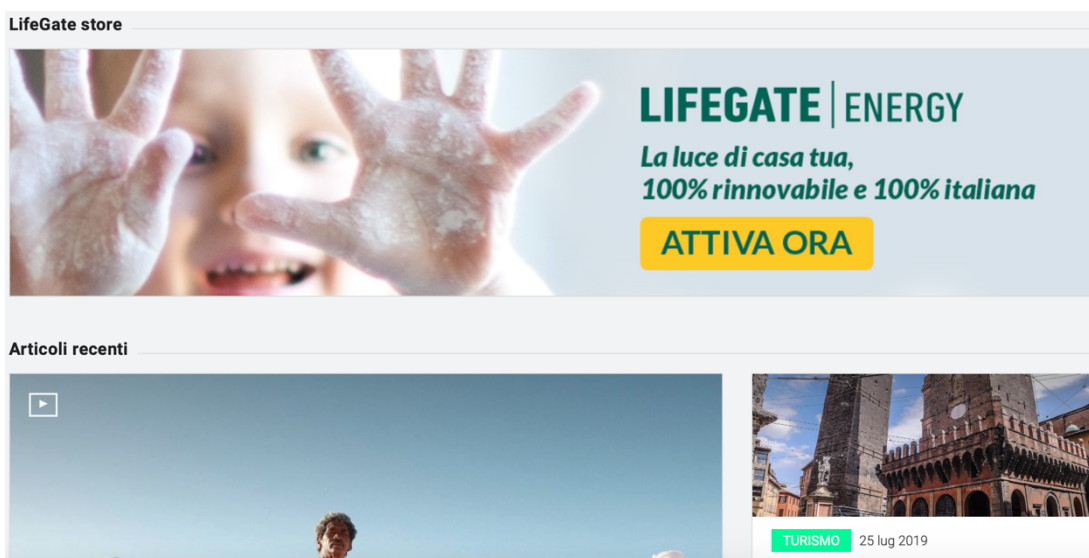 LifeGate store
LIFEGATE | ENERGY
La luce di casa tua,
100% rinnovabile e 100% italiana
ATTIVA ORA
Articoli recenti
TURISMO 25 lug 2019